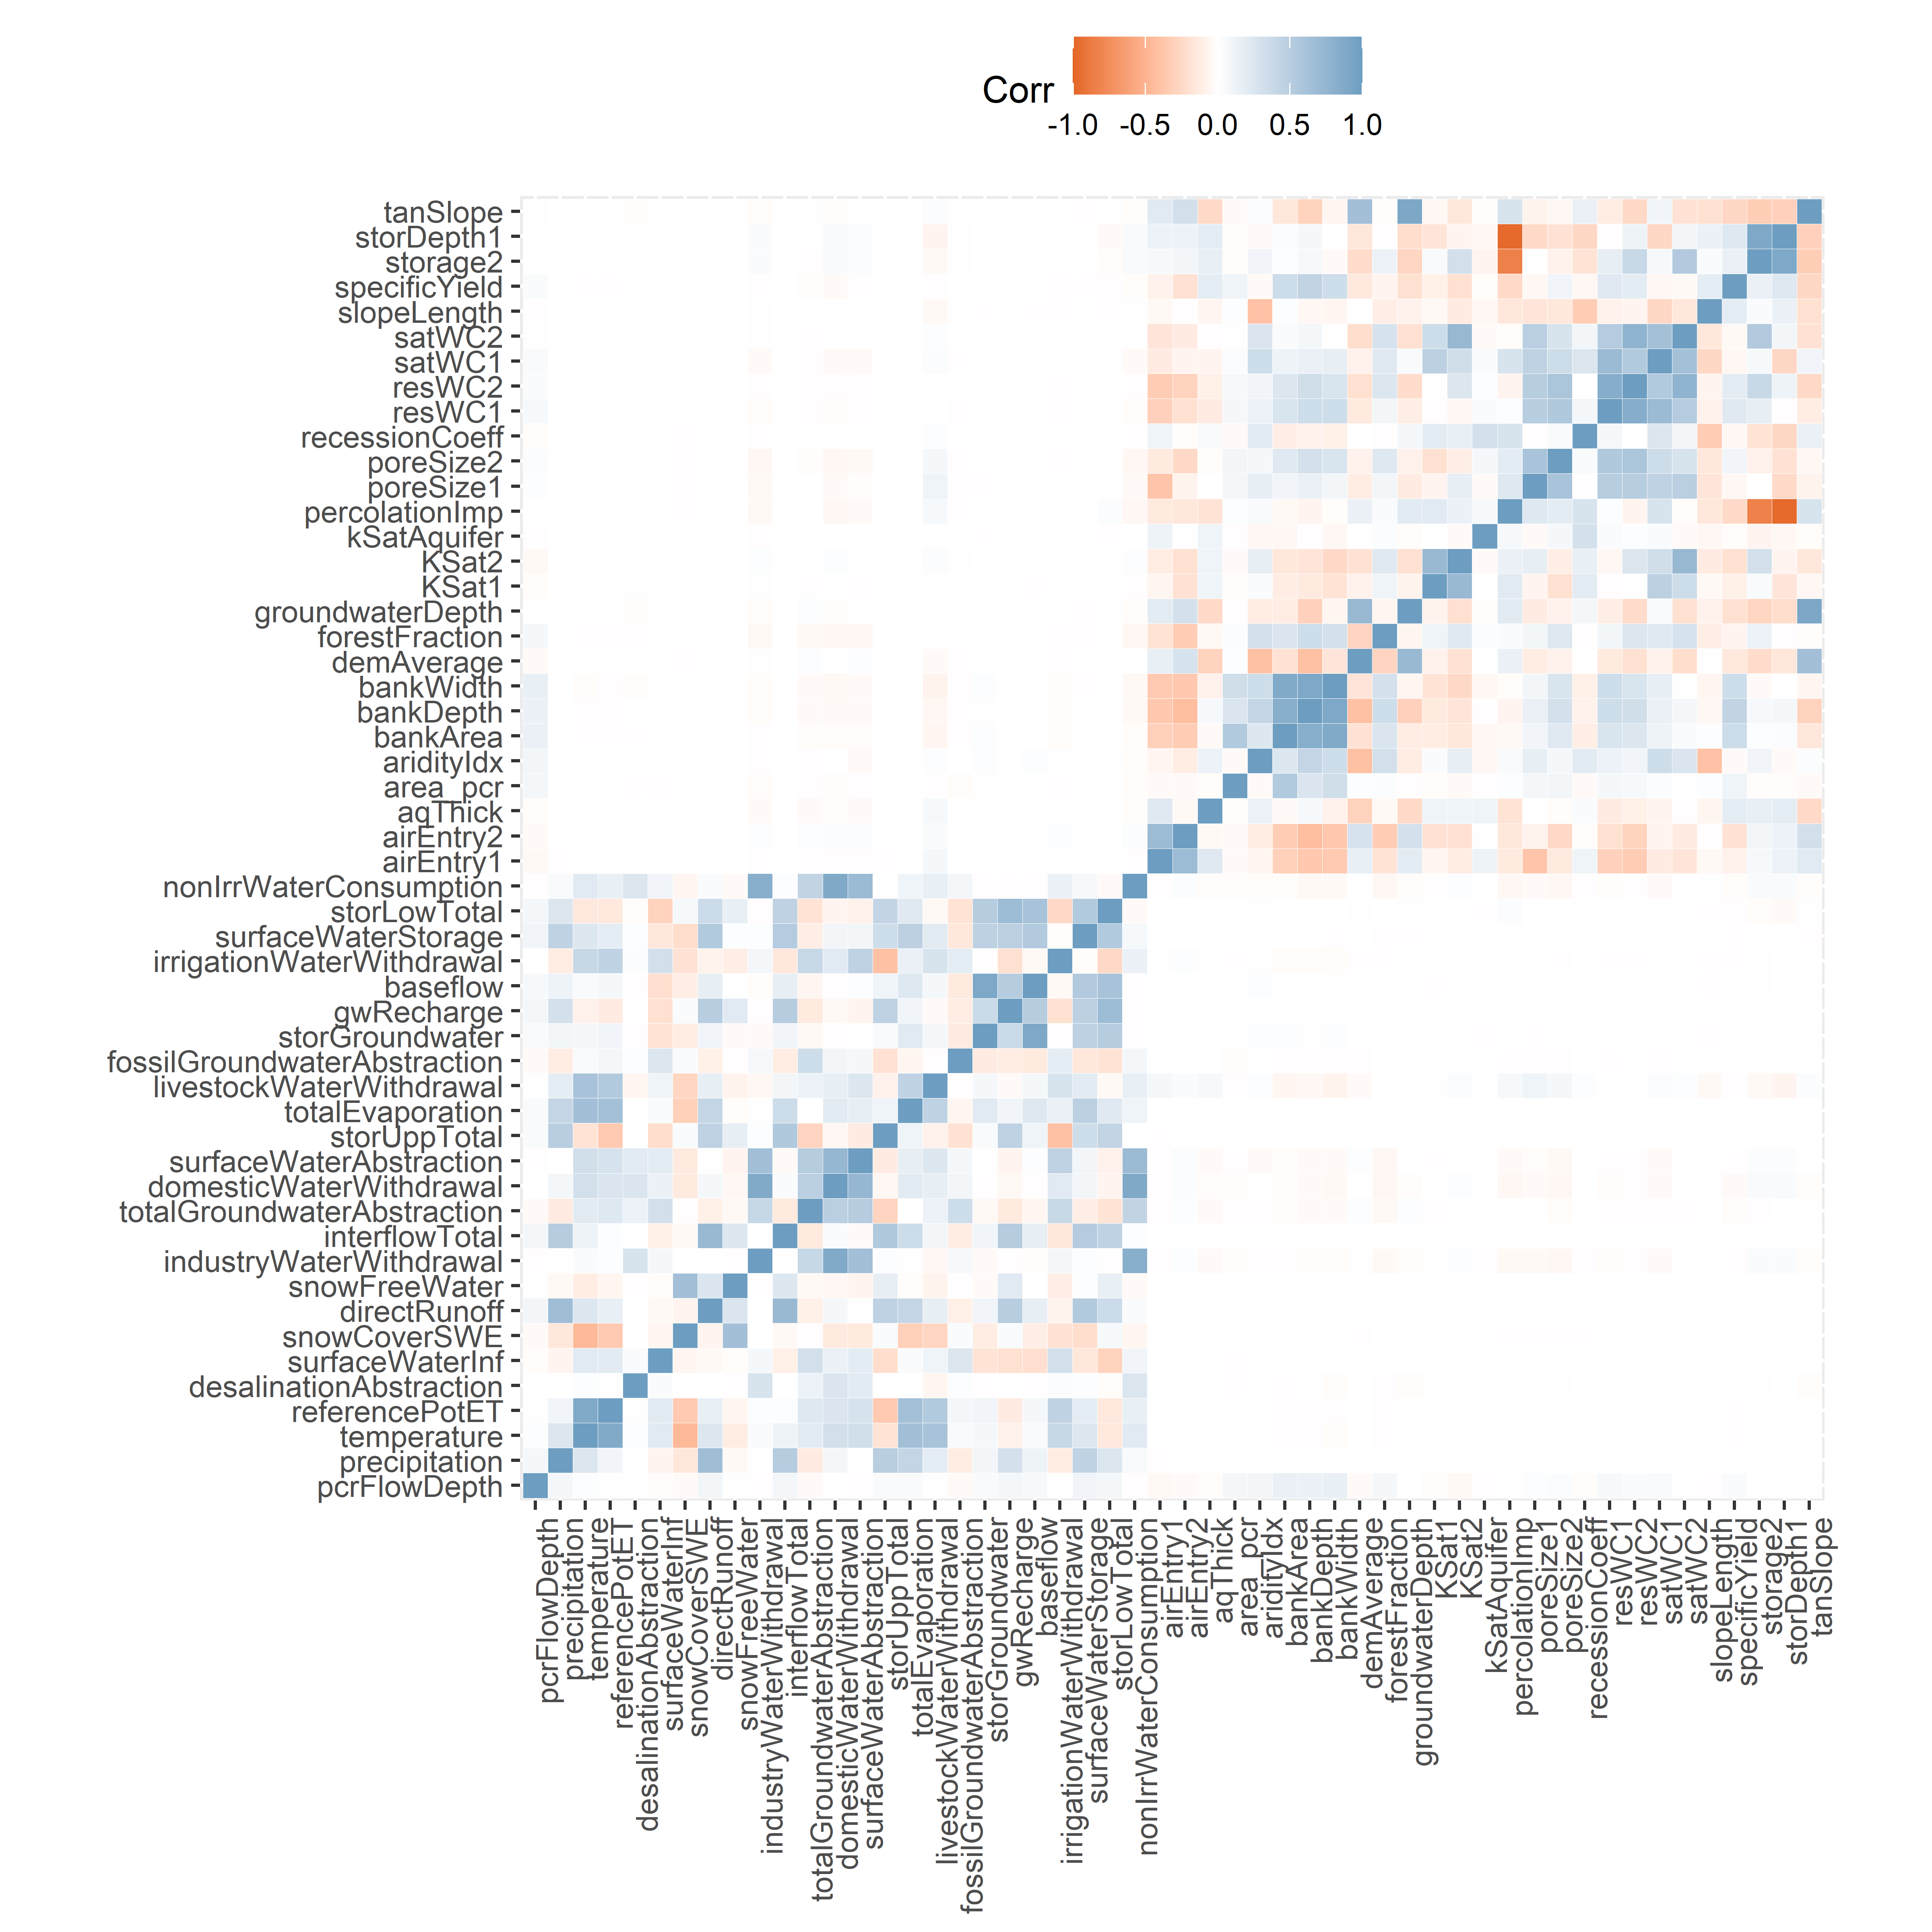 Corr
-1.0 -0.5 0.0 0.5 1.0
tanSlope
storDepth1
storage2
specificYield
slopeLength
satWC2
satWC1
resWC2
resWC1
recessionCoeff
poreSize2
poreSize1
percolationImp
kSatAquifer
KSat2
KSat1
groundwaterDepth
forestFraction
demAverage
bankWidth
bankDepth
bankArea
aridityIdx
area_pcr
aqThick
airEntry2
airEntry1
nonIrrWaterConsumption
storLowTotal
surfaceWaterStorage
irrigationWaterWithdrawal
baseflow
gwRecharge
storGroundwater
fossilGroundwaterAbstraction
livestockWaterWithdrawal
totalEvaporation
storUppTotal
surfaceWaterAbstraction
domesticWaterWithdrawal
totalGroundwaterAbstraction
interflowTotal
industryWaterWithdrawal
snowFreeWater
directRunoff
snowCoverSWE
surfaceWaterInf
desalinationAbstraction
referencePotET
temperature
precipitation
pcrFlowDepth
pcrFlowDepth
precipitation
temperature
referencePotET
desalinationAbstraction
surfaceWaterInf
snowCoverSWE
directRunoff
snowFreeWater
industryWaterWithdrawal
interflowTotal
totalGroundwaterAbstraction
domesticWaterWithdrawal
surfaceWaterAbstraction
storUppTotal
totalEvaporation
livestockWaterWithdrawal
fossilGroundwaterAbstraction
storGroundwater
gwRecharge
baseflow
irrigationWaterWithdrawal
surfaceWaterStorage
storLowTotal
nonIrrWaterConsumption
airEntry1
airEntry2
aqThick
area_pcr
aridityIdx
bankArea
bankDepth
bankWidth
demAverage
forestFraction
groundwaterDepth
KSat1
KSat2
kSatAquifer
percolationImp
poreSize1
poreSize2
recessionCoeff
resWC1
resWC2
satWC1
satWC2
slopeLength
specificYield
storage2
storDepth1
tanSlope